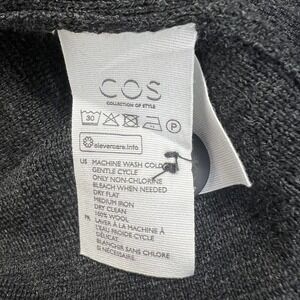 COS
COLLECTION OF STYLE
30
P
clevercare.info
US MACHINE WASH COLD
GENTLE CYCLE
ONLY NON-CHLORINE
BLEACH WHEN NEEDED
DRY FLAT
MEDIUM IRON
DRY CLEAN
100% WOOL
FR LAVER À LA MACHINE À
L'EAU FROIDE CYCLE
DÉLICAT
BLANCHIR SANS CHLORE
SI NÉCESSAIRE